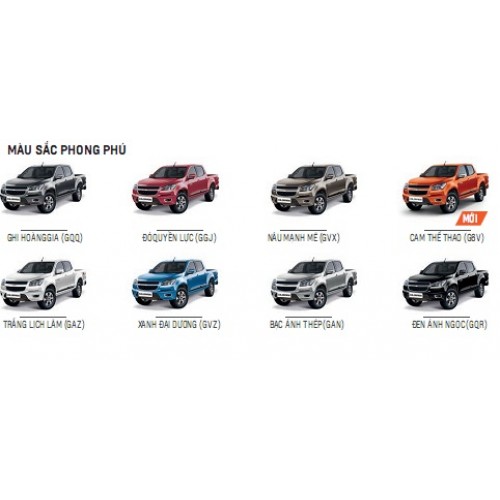 MÀU SẮC PHONG PHÚ
GHI HOÀNGGIA (GQQ)
ĐỎQUYỀN LỰC (GGJ)
NÂU MẠNH MẼ (GVX)
MỚI
CAM THỂ THAO (G8V)
TRẮNG LỊCH LÃM (GAZ)
XANH ĐẠI DƯƠNG (GVZ)
BẠC ÁNH THÉP(GAN)
ĐEN ÁNH NGỌC(GQR)